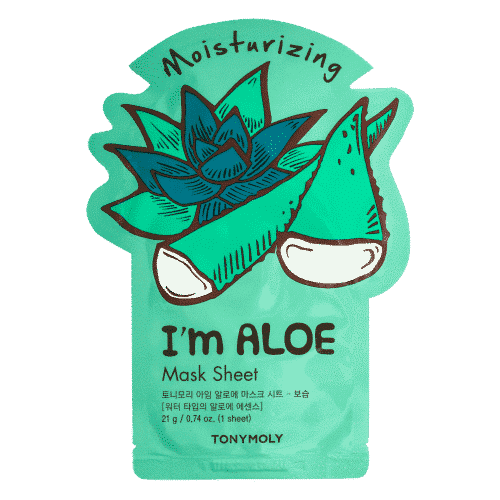 Moisturizing
I'm ALOE
Mask Sheet
토니모리 아임 알로에 마스크 시트 - 보습
[워터 타입의 알로에 에센스]
21 g / 0.74 oz. (1 sheet)
TONYMOLY